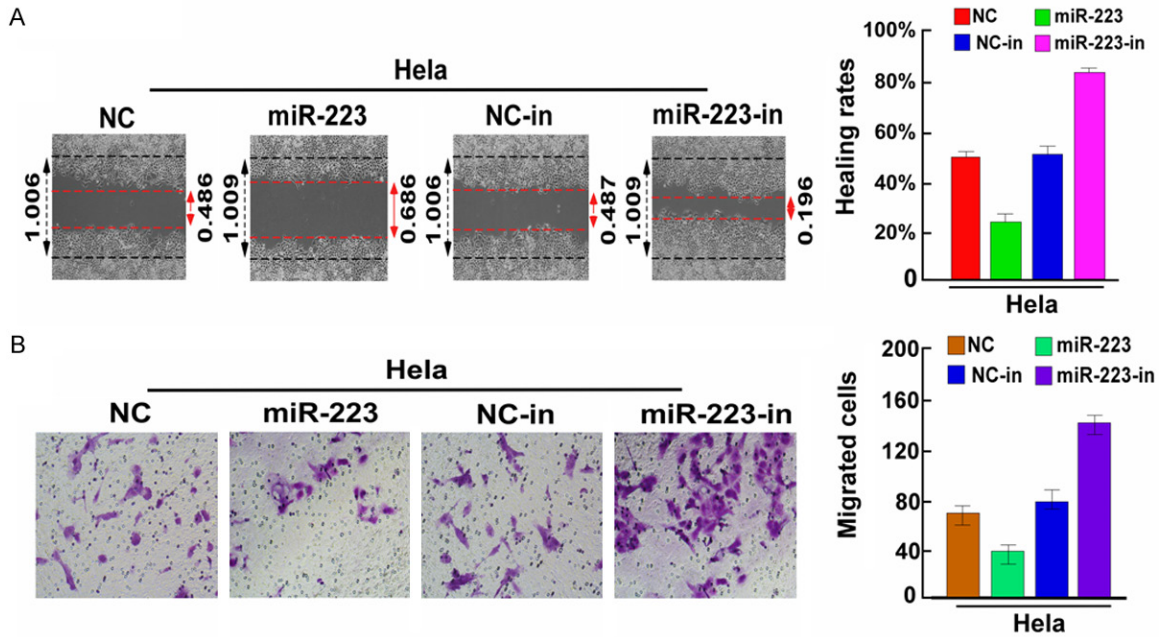 A
Hela
NC miR-223 NC-in miR-223-in
1.006 0.486 1.009 0.686 1.006 0.487 1.009 0.196
NC miR-223
NC-in miR-223-in
Healing rates
100%
80%
60%
40%
20%
0
Hela
B
Hela
NC miR-223 NC-in miR-223-in
NC miR-223
NC-in miR-223-in
Migrated cells
200
160
120
80
40
0
Hela